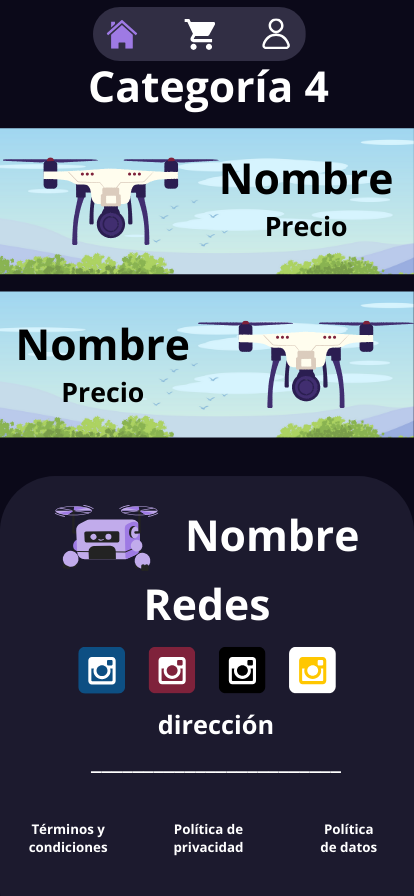 Categoría 4
Nombre
Precio
Nombre
Precio
Nombre
Redes
dirección
Términos y
condiciones
Política de
privacidad
Política
de datos